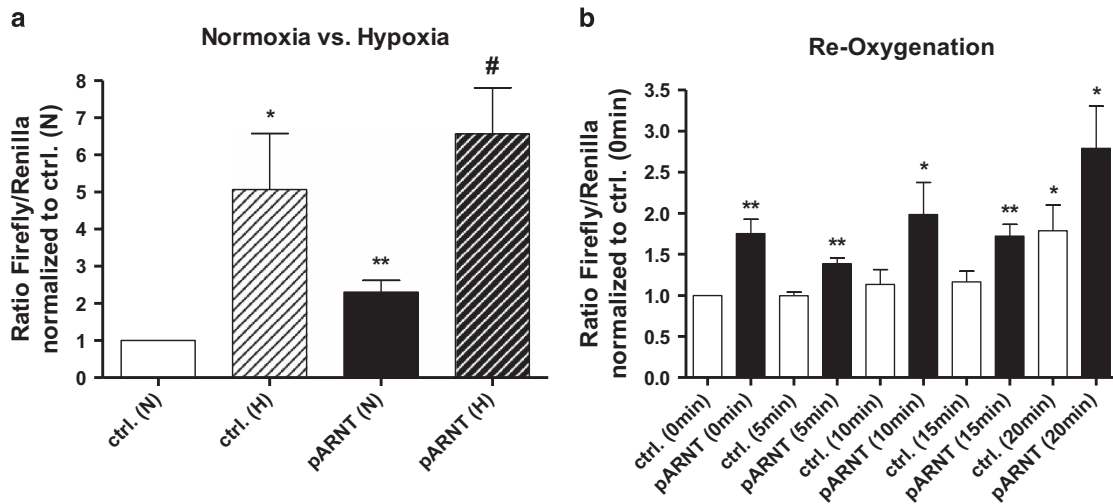 a
Normoxia vs. Hypoxia
Ratio Firefly/Renilla
normalized to ctrl. (N)
8
7
6
5
4
3
2
1
0
*
**
#
ctrl. (N)
ctrl. (H)
pARNT (N)
pARNT (H)
b
Re-Oxygenation
Ratio Firefly/Renilla
normalized to ctrl. (0min)
3.5
3.0
2.5
2.0
1.5
1.0
0.5
0.0
**
**
*
**
*
*
ctrl. (0min)
pARNT (0min)
ctrl. (5min)
pARNT (5min)
ctrl. (10min)
pARNT (10min)
ctrl. (15min)
pARNT (15min)
ctrl. (20min)
pARNT (20min)